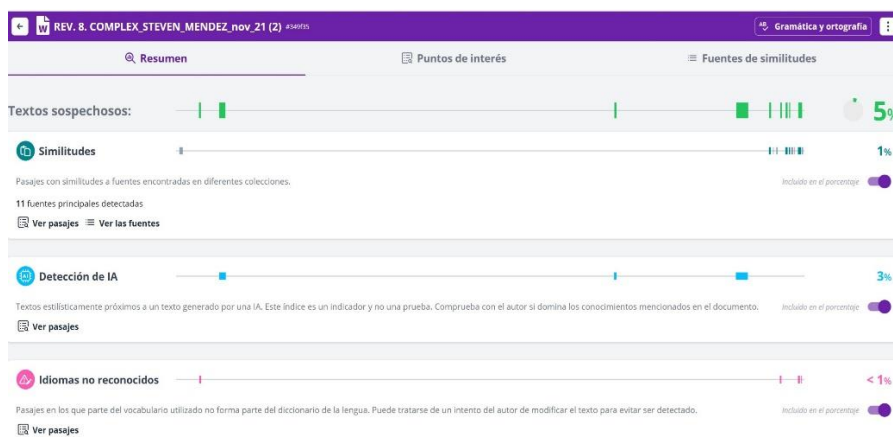 REV. 8. COMPLEX_STEVEN_MENDEZ_nov_21 (2) #349f35
Gramática y ortografía
Resumen
Puntos de interés
Fuentes de similitudes
Textos sospechosos:
5%
Similitudes
1%
Pasajes con similitudes a fuentes encontradas en diferentes colecciones.
Incluido en el porcentaje
11 fuentes principales detectadas
Ver pasajes
Ver las fuentes
Detección de IA
3%
Textos estilísticamente próximos a un texto generado por una IA. Este índice es un indicador y no una prueba. Comprueba con el autor si domina los conocimientos mencionados en el documento.
Incluido en el porcentaje
Ver pasajes
Idiomas no reconocidos
< 1%
Pasajes en los que parte del vocabulario utilizado no forma parte del diccionario de la lengua. Puede tratarse de un intento del autor de modificar el texto para evitar ser detectado.
Incluido en el porcentaje
Ver pasajes